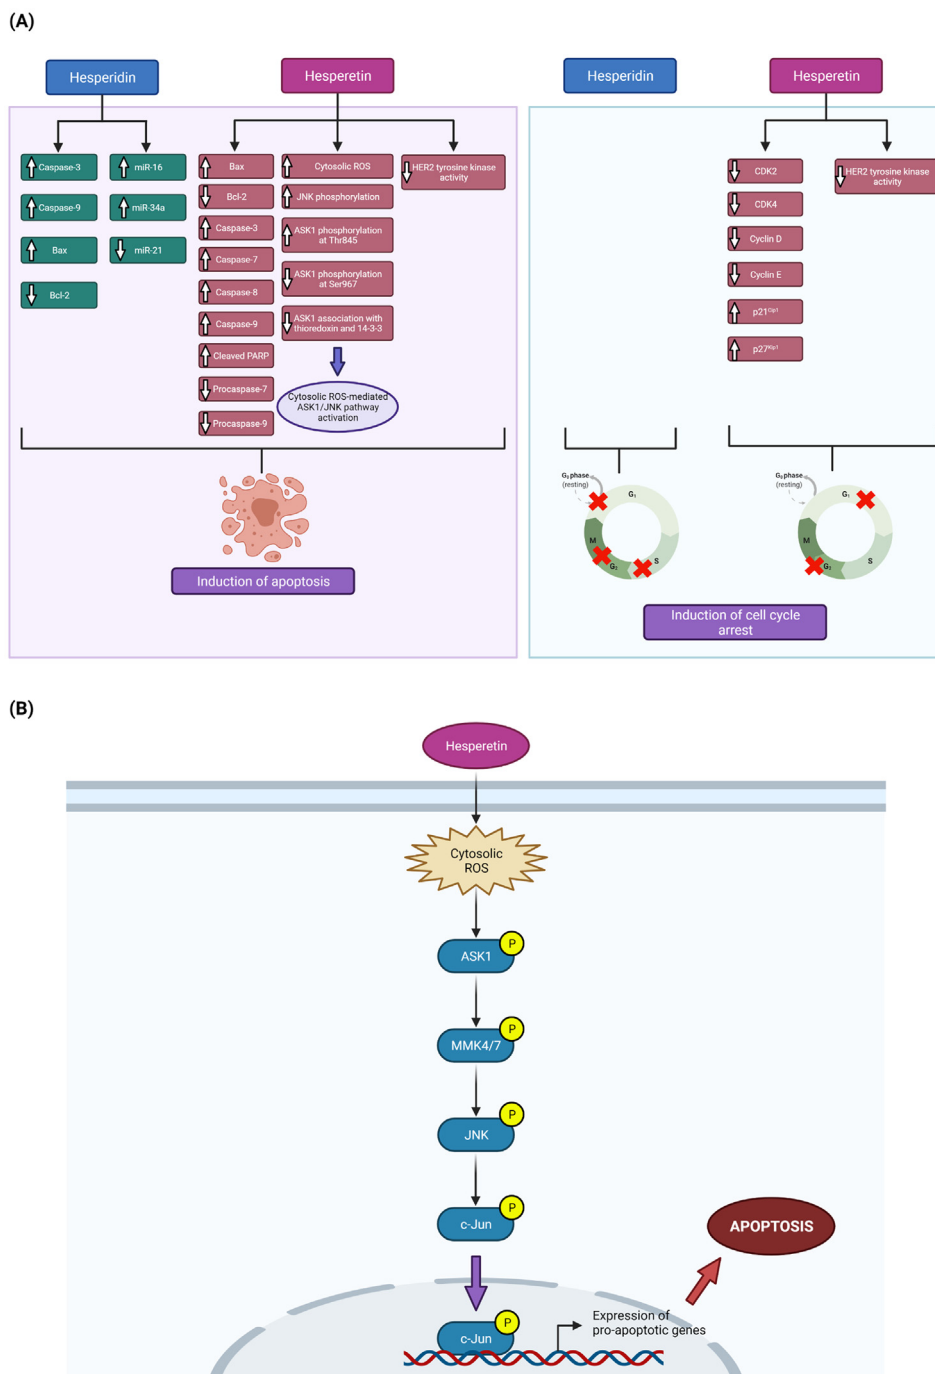 (A)
Hesperidin
Hesperetin
Hesperidin
Hesperetin
Caspase-3
miR-16
Caspase-9
miR-34a
Bax
miR-21
Bcl-2
Bax
Bcl-2
Caspase-3
Caspase-7
Caspase-8
Caspase-9
Cleaved PARP
Procaspase-7
Procaspase-9
Cytosolic ROS
JNK phosphorylation
ASK1 phosphorylation
at Thr845
ASK1 phosphorylation
at Ser967
ASK1 association with
thioredoxin and 14-3-3
Cytosolic ROS-mediated
ASK1/JNK pathway
activation
HER2 tyrosine kinase
activity
Induction of apoptosis
CDK2
CDK4
Cyclin D
Cyclin E
p21ᶜⁱᵖ¹
p27ᴷⁱᵖ¹
HER2 tyrosine kinase
activity
G₀ phase
(resting)
G₁
M
G₂
S
G₀ phase
(resting)
G₁
M
G₂
S
Induction of cell cycle
arrest
(B)
Hesperetin
Cytosolic
ROS
P
ASK1
P
MMK4/7
P
JNK
P
c-Jun
APOPTOSIS
P
c-Jun
Expression of
pro-apoptotic genes